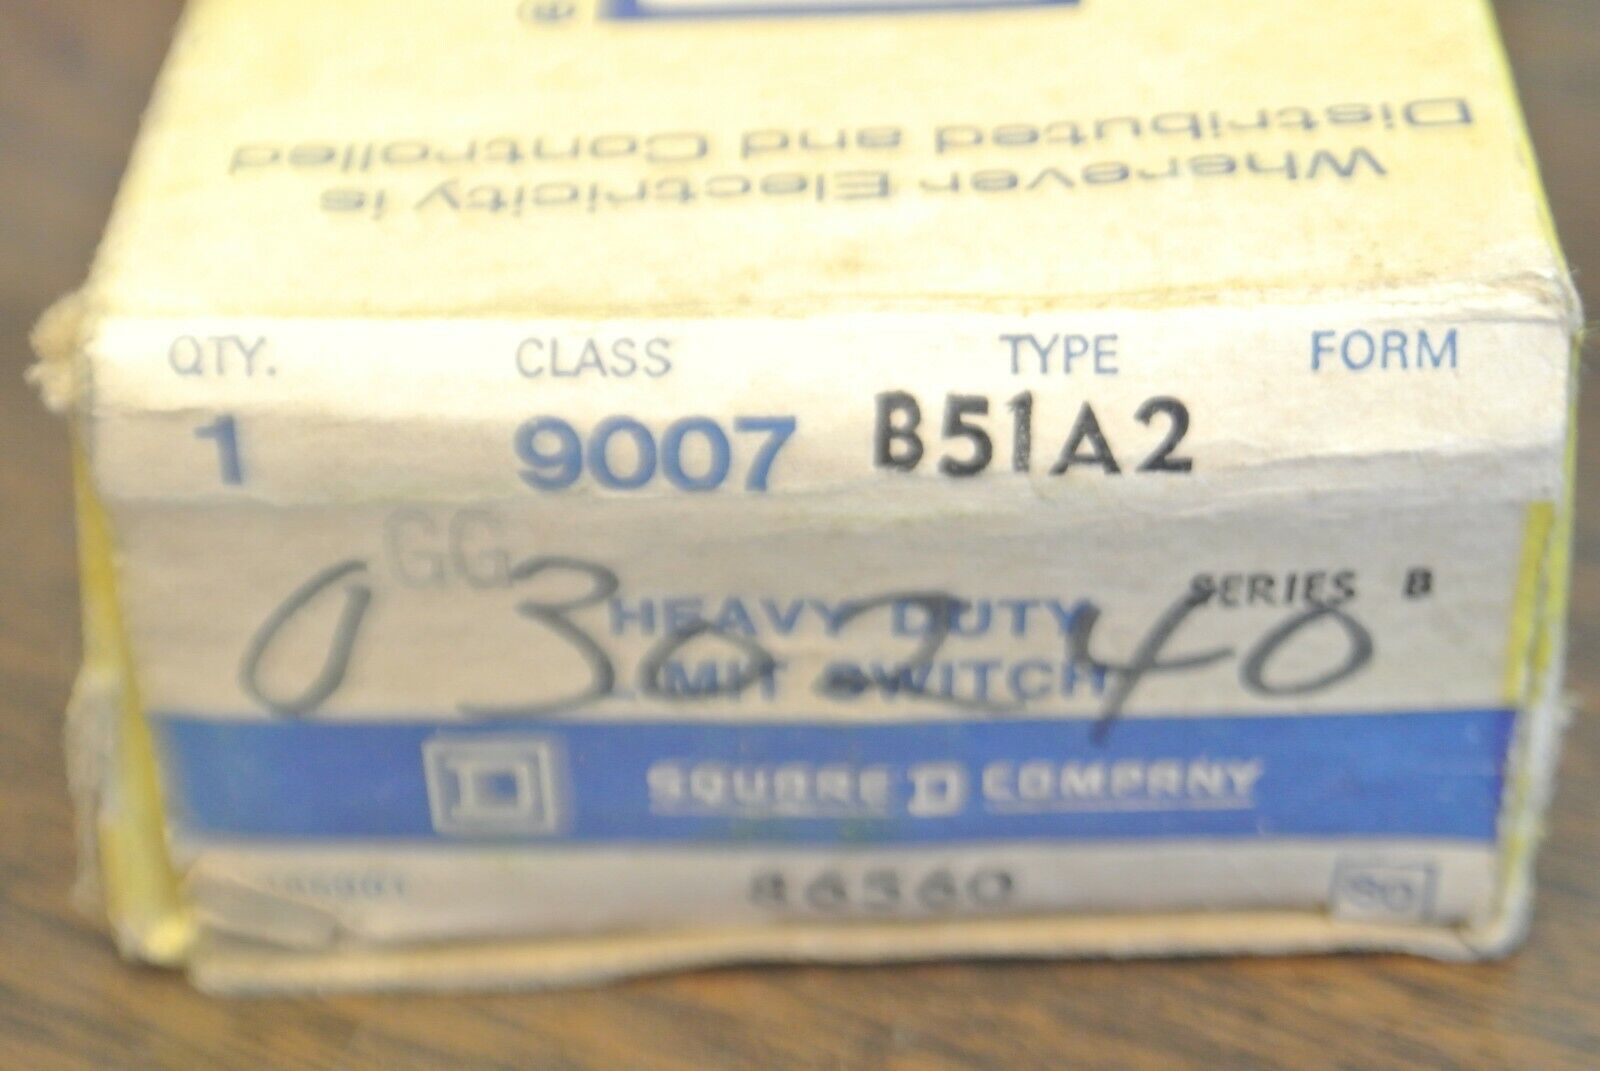 Wherever Electricity is
Distributed and Controlled
QTY. CLASS TYPE FORM
1 9007 B51A2
GG
SERIES B
HEAVY DUTY
LIMIT SWITCH
0 30240
SQUARE D COMPANY
86560